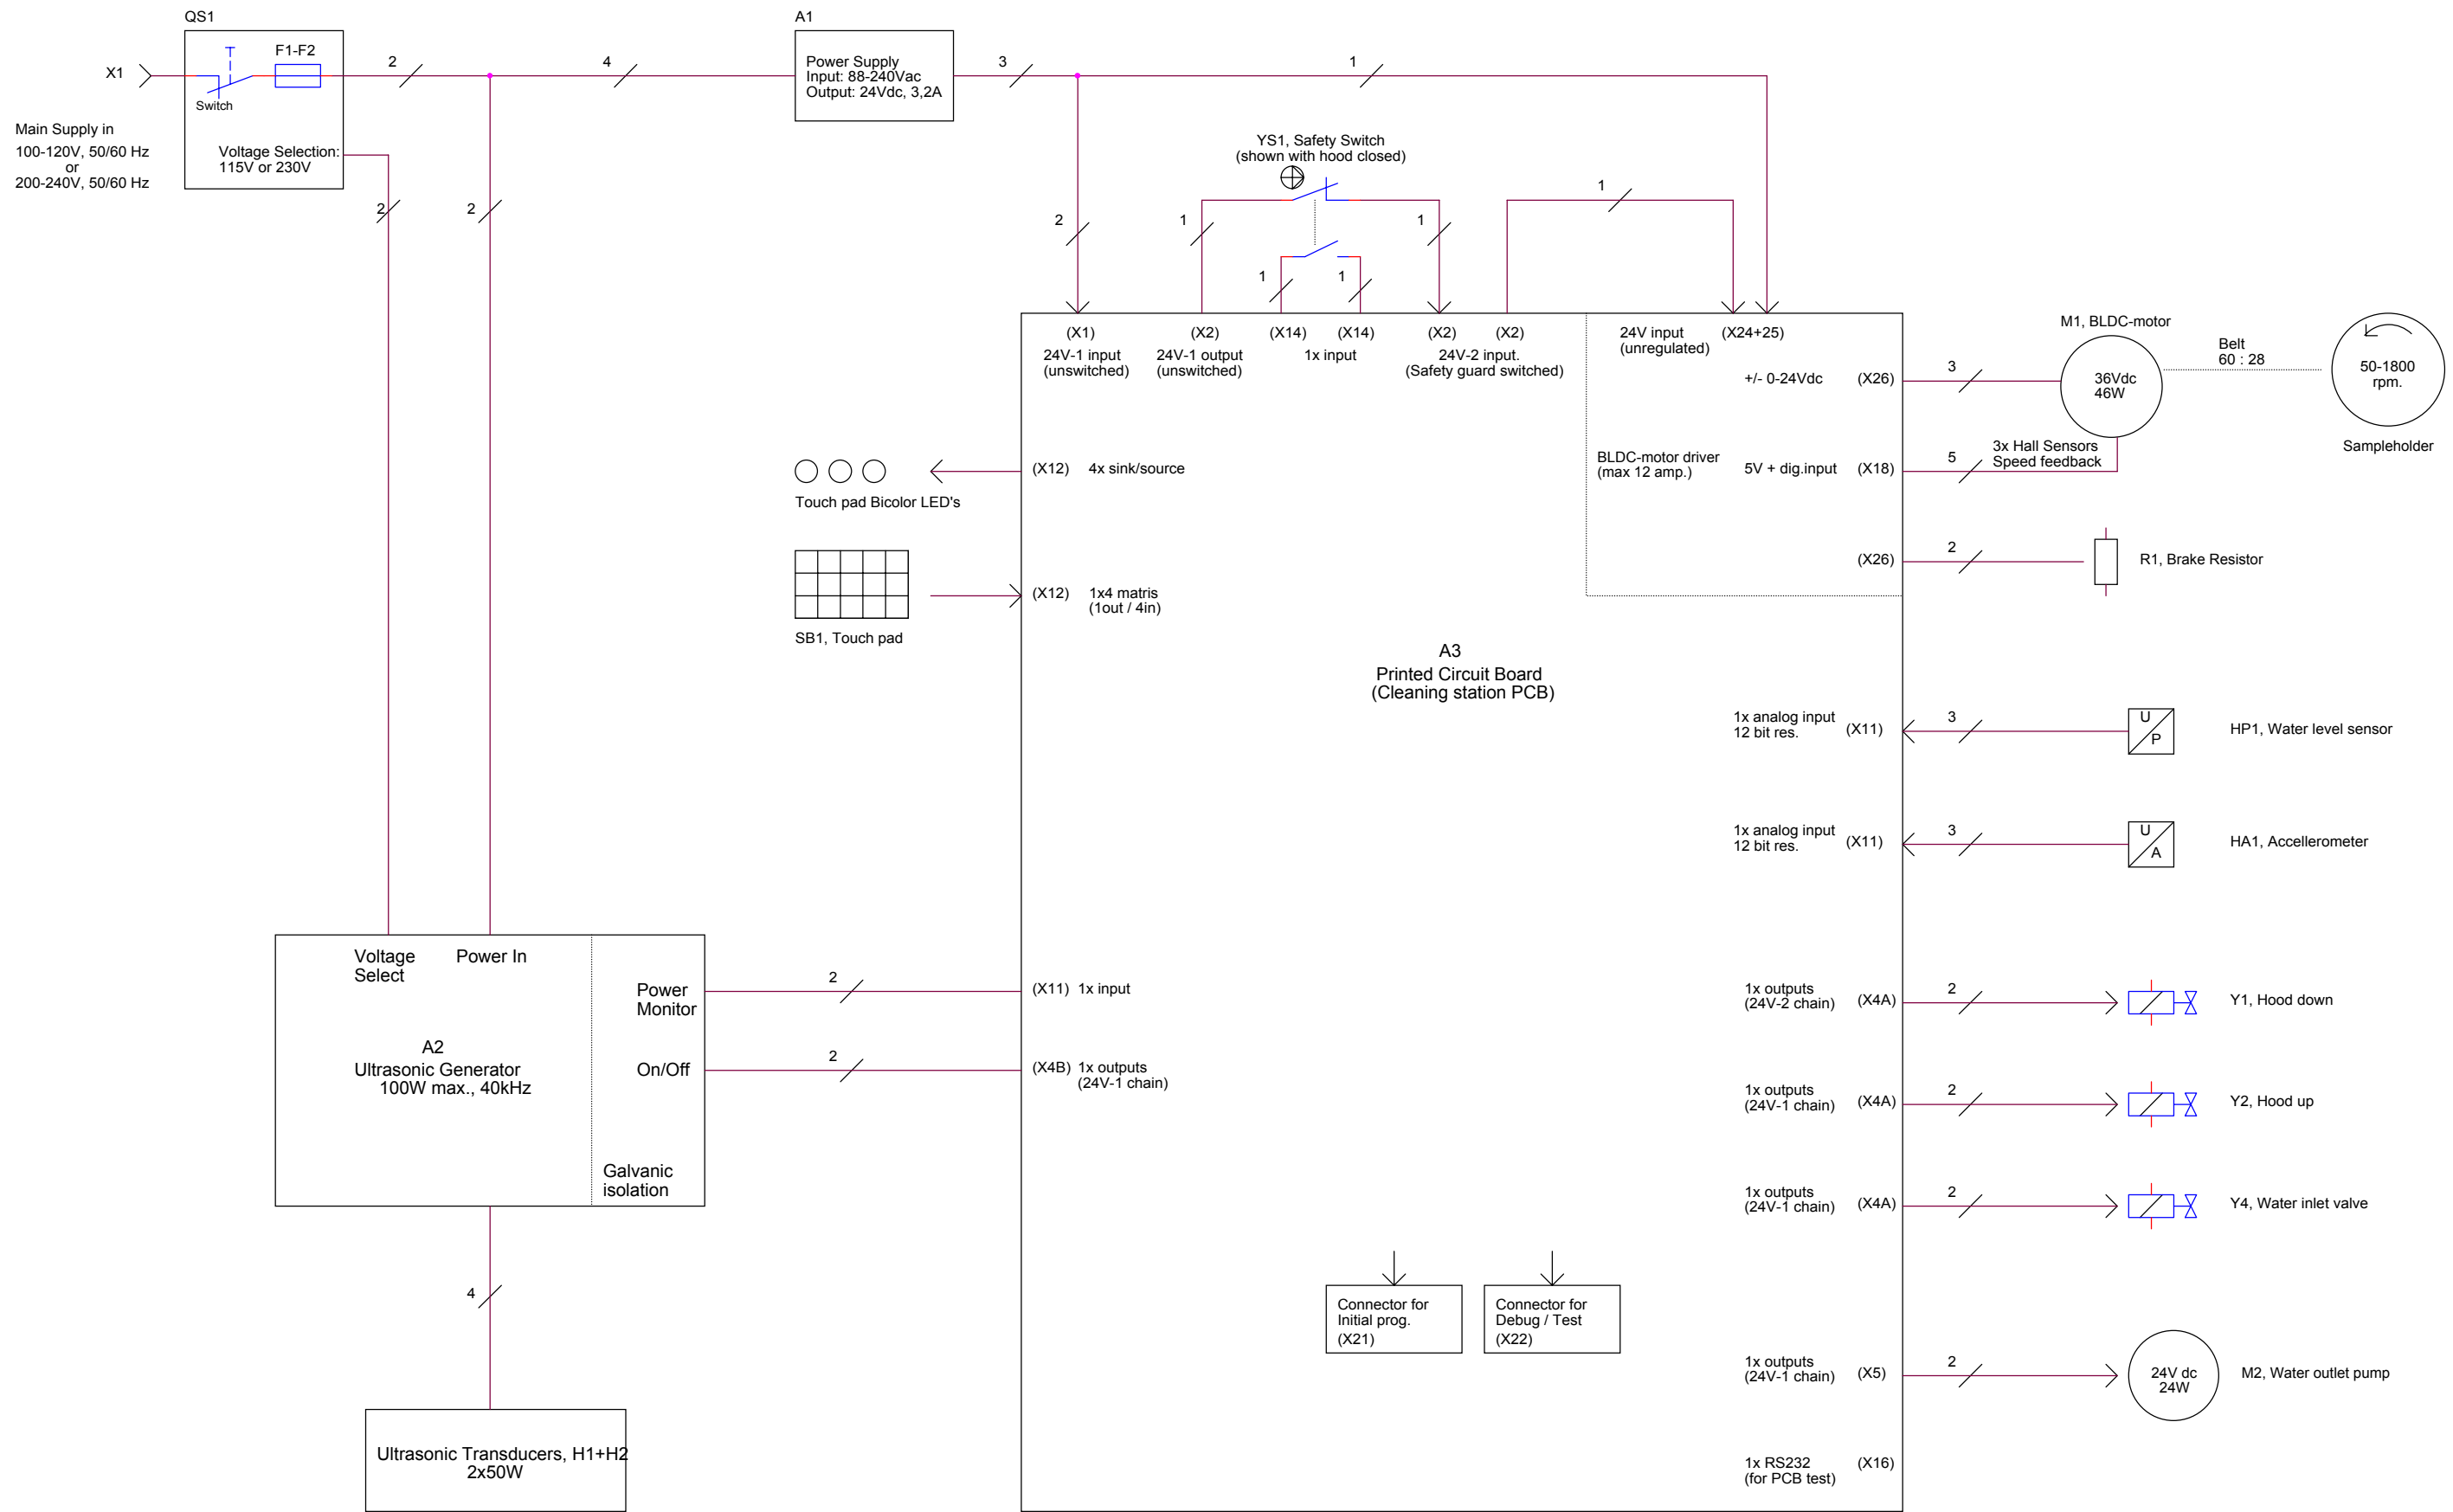 QS1
X1
Switch
F1-F2
Voltage Selection:
115V or 230V
Main Supply in
100-120V, 50/60 Hz
or
200-240V, 50/60 Hz
2
4
2
2
A1
Power Supply
Input: 88-240Vac
Output: 24Vdc, 3,2A
3
1
YS1, Safety Switch
(shown with hood closed)
2
1
1
1
1
1
(X1)
24V-1 input
(unswitched)
(X2)
24V-1 output
(unswitched)
(X14)
(X14)
1x input
(X2)
(X2)
24V-2 input.
(Safety guard switched)
24V input
(unregulated)
(X24+25)
+/- 0-24Vdc
(X26)
3
M1, BLDC-motor
36Vdc
46W
Belt
60 : 28
50-1800
rpm.
Sampleholder
BLDC-motor driver
(max 12 amp.)
5V + dig.input
(X18)
5
3x Hall Sensors
Speed feedback
(X26)
2
R1, Brake Resistor
Touch pad Bicolor LED's
(X12)
4x sink/source
SB1, Touch pad
(X12)
1x4 matris
(1out / 4in)
A3
Printed Circuit Board
(Cleaning station PCB)
1x analog input
12 bit res.
(X11)
3
U
P
HP1, Water level sensor
1x analog input
12 bit res.
(X11)
3
U
A
HA1, Accellerometer
Voltage
Select
Power In
Power
Monitor
On/Off
A2
Ultrasonic Generator
100W max., 40kHz
Galvanic
isolation
2
(X11)
1x input
2
(X4B)
1x outputs
(24V-1 chain)
1x outputs
(24V-2 chain)
(X4A)
2
Y1, Hood down
1x outputs
(24V-1 chain)
(X4A)
2
Y2, Hood up
1x outputs
(24V-1 chain)
(X4A)
2
Y4, Water inlet valve
4
Ultrasonic Transducers, H1+H2
2x50W
Connector for
Initial prog.
(X21)
Connector for
Debug / Test
(X22)
1x outputs
(24V-1 chain)
(X5)
2
24V dc
24W
M2, Water outlet pump
1x RS232
(for PCB test)
(X16)